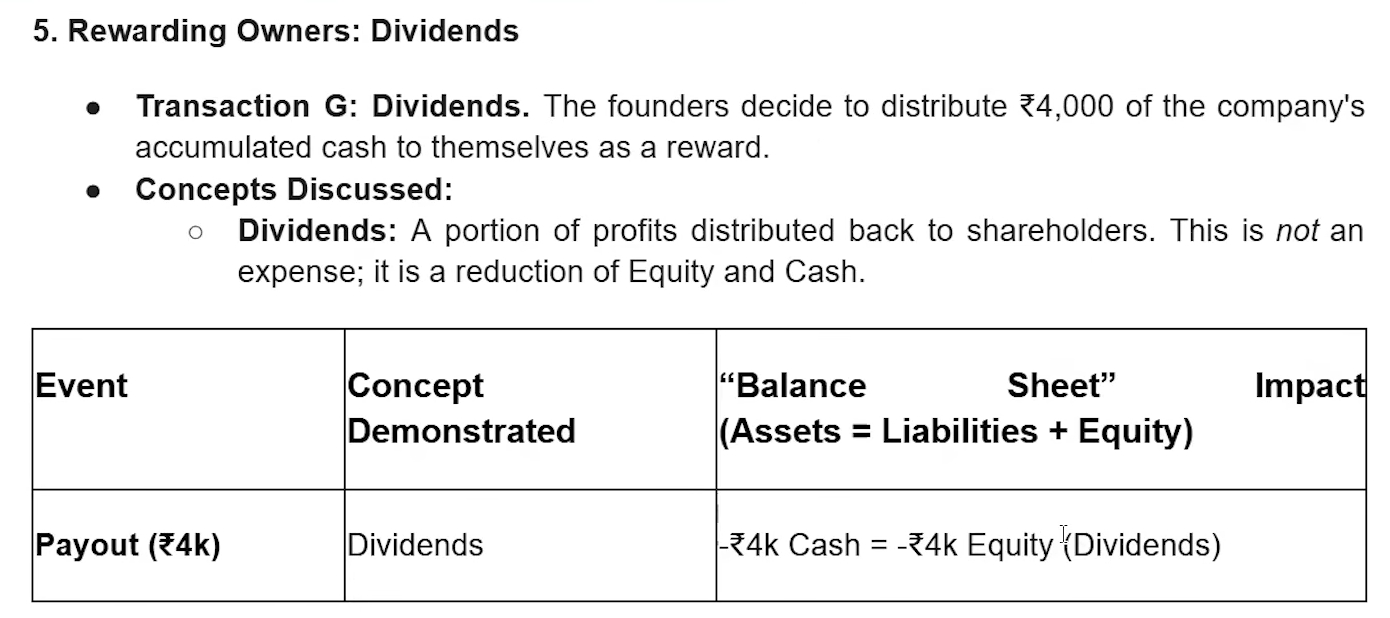 5. Rewarding Owners: Dividends
● Transaction G: Dividends. The founders decide to distribute ₹4,000 of the company's
accumulated cash to themselves as a reward.
● Concepts Discussed:
○ Dividends: A portion of profits distributed back to shareholders. This is not an
expense; it is a reduction of Equity and Cash.
Event
Concept
Demonstrated
“Balance Sheet” Impact
(Assets = Liabilities + Equity)
Payout (₹4k)
Dividends
-₹4k Cash = -₹4k Equity (Dividends)